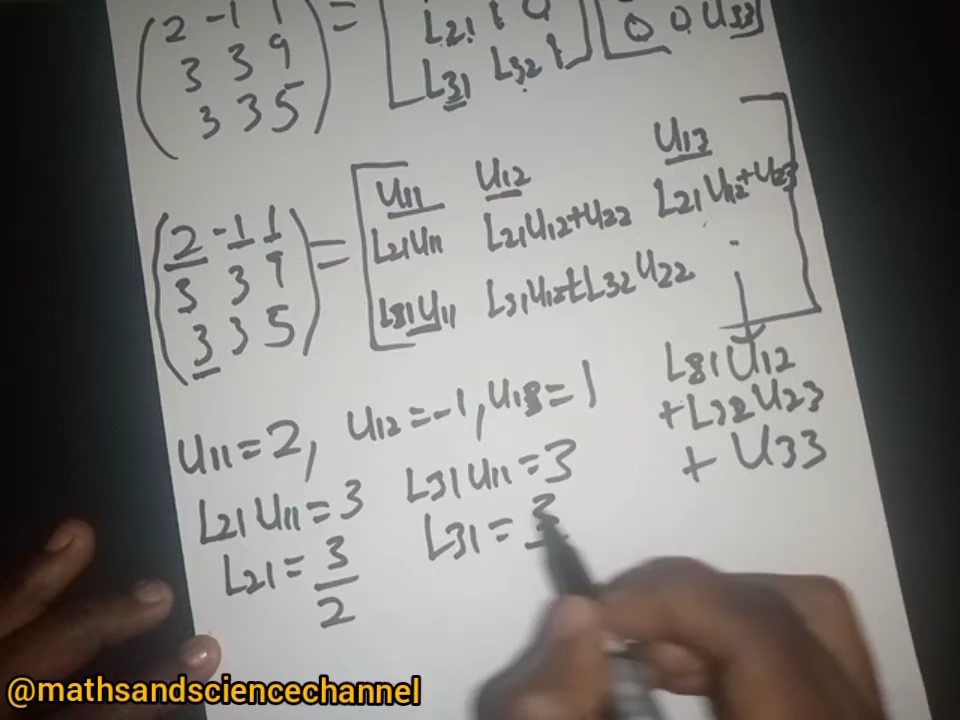 (2 -1 1
3 3 9
3 3 5) = [L21 1 0
L31 L32 1] [0 0 U33]
(2 -1 1
3 3 9
3 3 5) = [U11 U12 U13
L21U11 L21U12+U22 L21U12+U23
L31U11 L31U12+L32U22]
L31U12
+L32U23
+U33
U11=2, U12=-1, U13=1
L21U11=3 L31U11=3
L21=3/2 L31=3
@mathsandsciencechannel